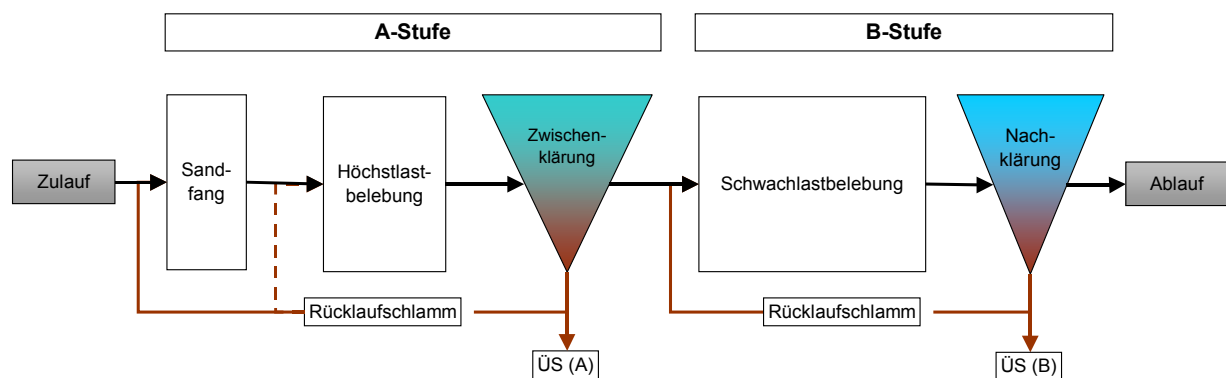 A-Stufe
B-Stufe
Zulauf
Sand-
fang
Höchstlast-
belebung
Zwischen-
klärung
Schwachlastbelebung
Nach-
klärung
Ablauf
Rücklaufschlamm
Rücklaufschlamm
ÜS (A)
ÜS (B)